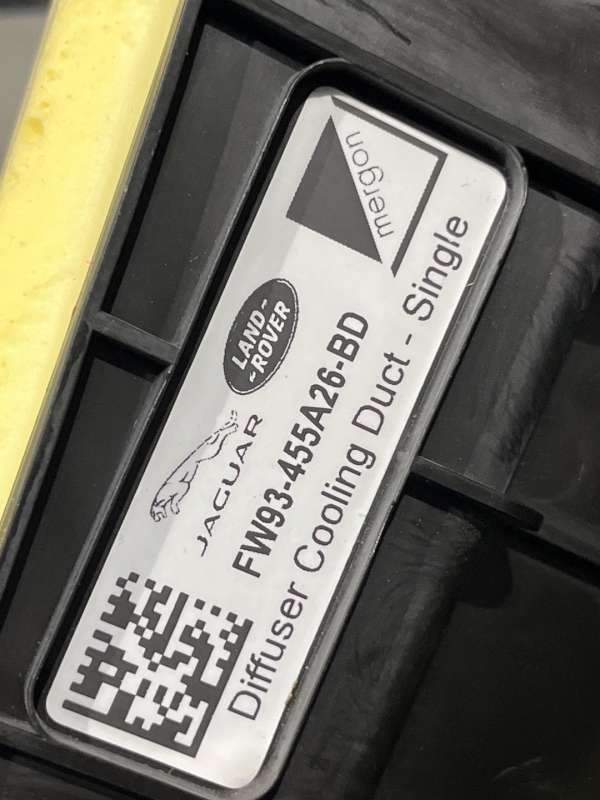 mergon
LAND-
-ROVER
JAGUAR
FW93-455A26-BD
Diffuser Cooling Duct - Single